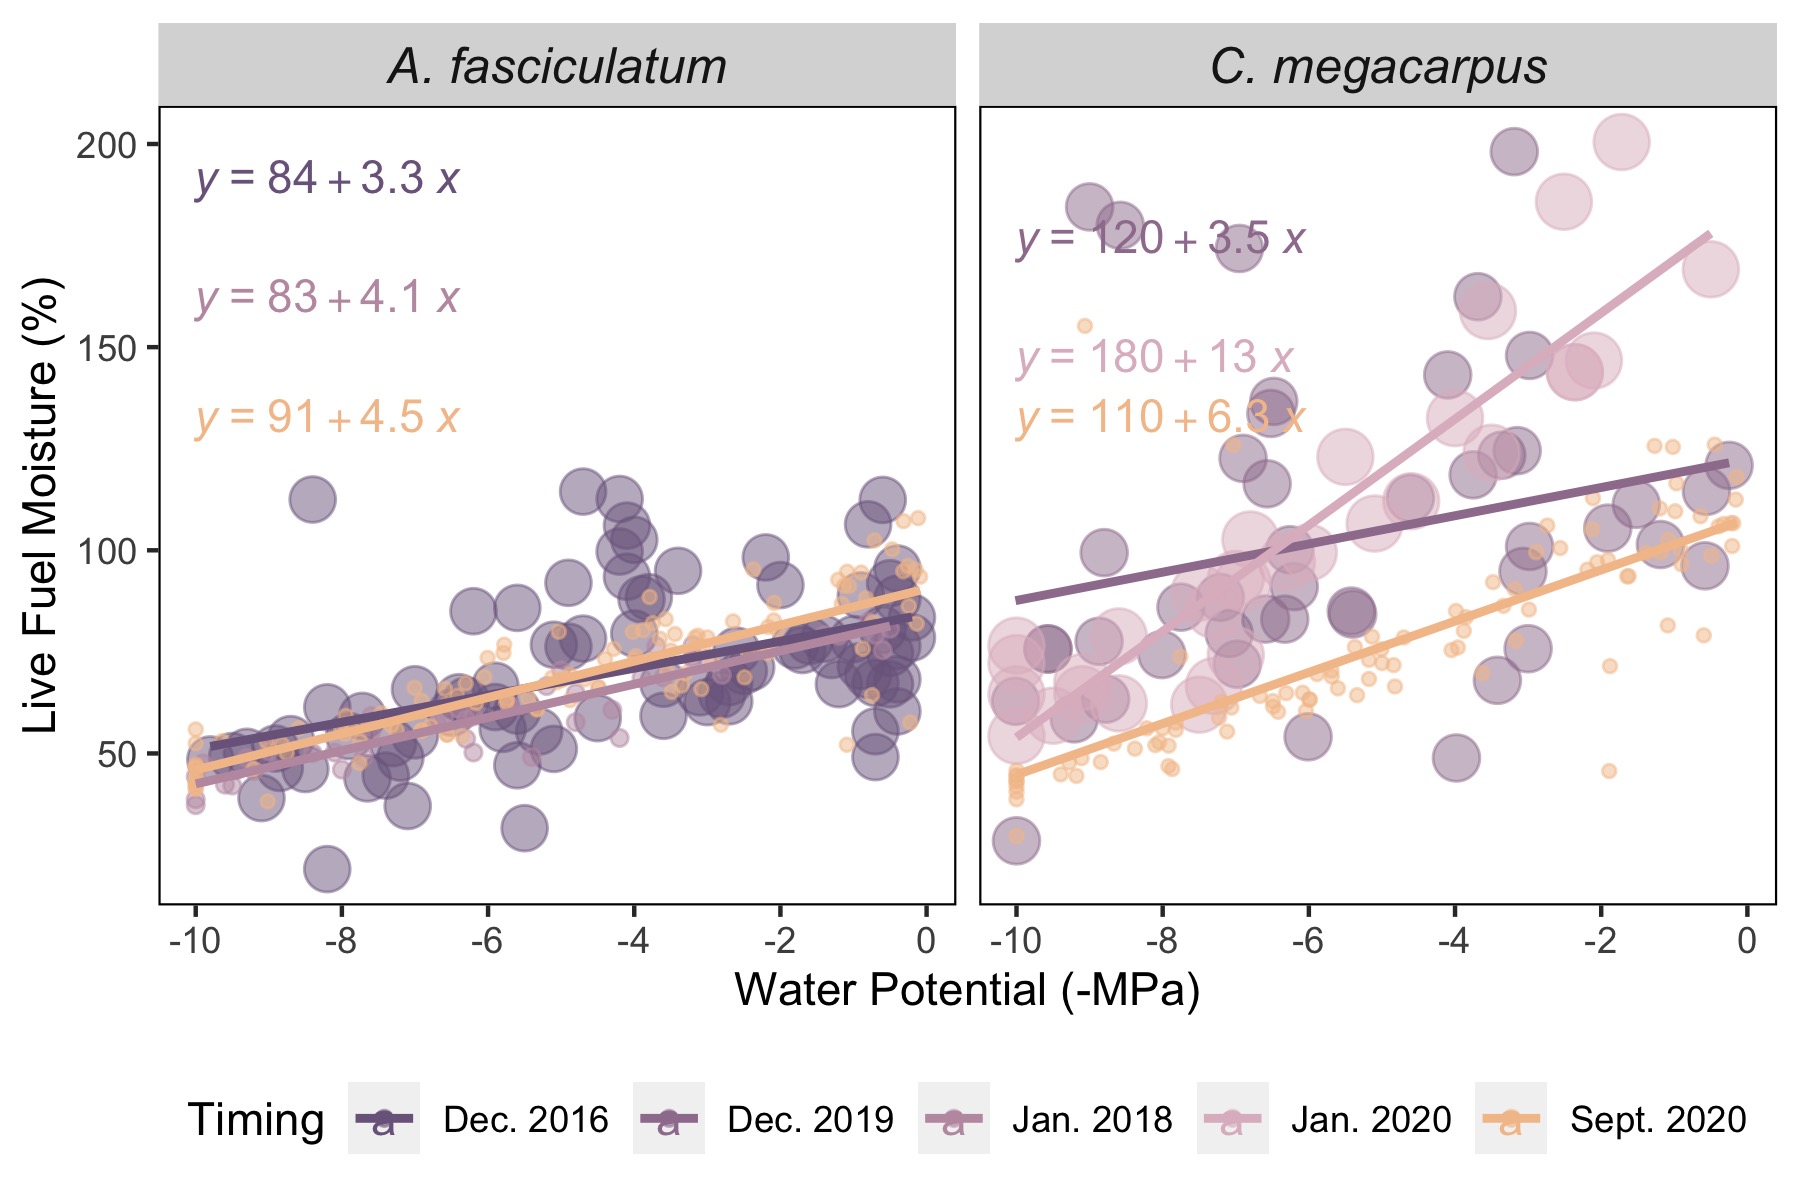 A. fasciculatum
C. megacarpus
200
150
100
50
Live Fuel Moisture (%)
y = 84 + 3.3 x
y = 83 + 4.1 x
y = 91 + 4.5 x
y = 120 + 3.5 x
y = 180 + 13 x
y = 110 + 6.3 x
-10 -8 -6 -4 -2 0
-10 -8 -6 -4 -2 0
Water Potential (-MPa)
Timing a Dec. 2016 a Dec. 2019 a Jan. 2018 a Jan. 2020 a Sept. 2020